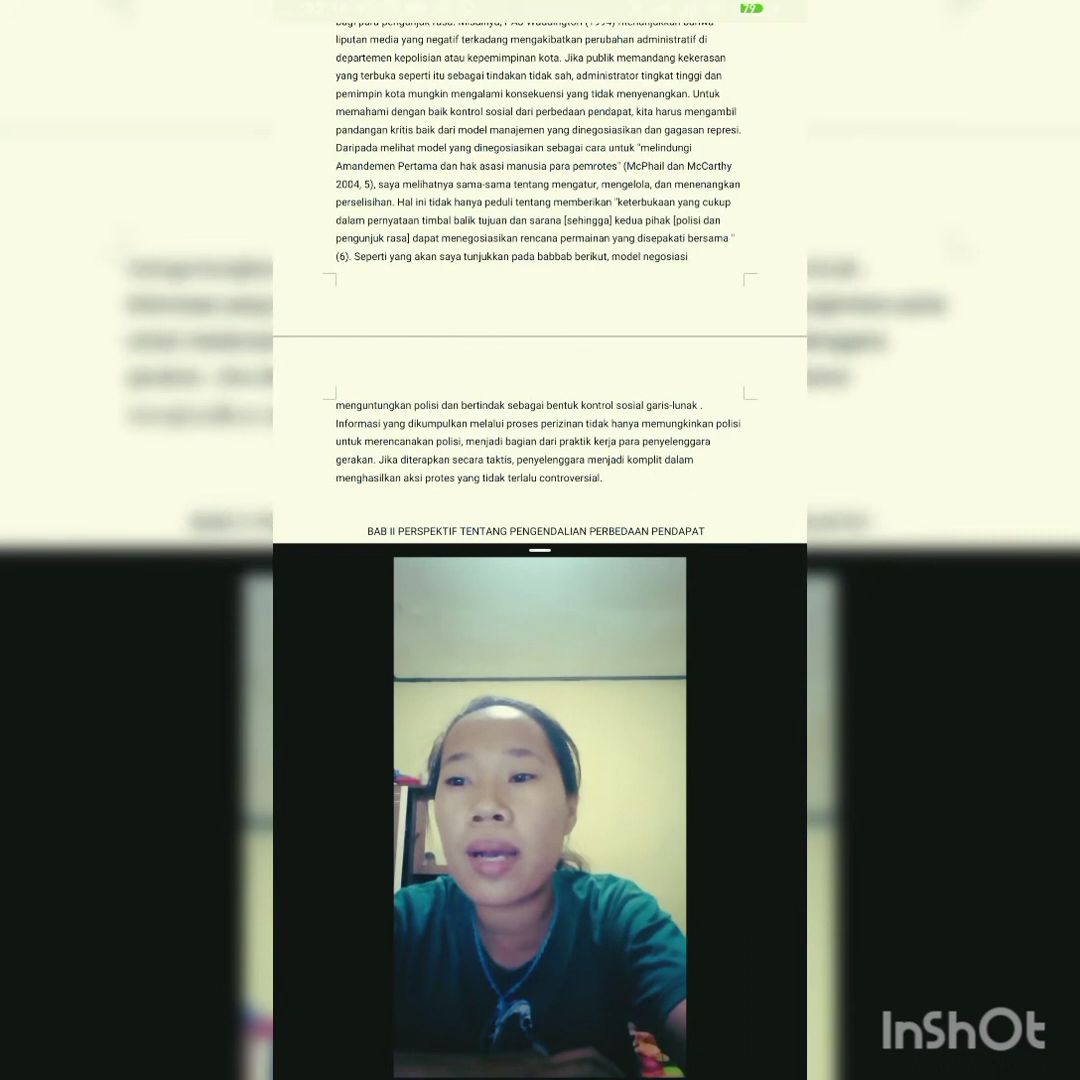 79
liputan media yang negatif terkadang mengakibatkan perubahan administratif di
departemen kepolisian atau kepemimpinan kota. Jika publik memandang kekerasan
yang terbuka seperti itu sebagai tindakan tidak sah, administrator tingkat tinggi dan
pemimpin kota mungkin mengalami konsekuensi yang tidak menyenangkan. Untuk
memahami dengan baik kontrol sosial dari perbedaan pendapat, kita harus mengambil
pandangan kritis baik dari model manajemen yang dinegosiasikan dan gagasan represi.
Daripada melihat model yang dinegosiasikan sebagai cara untuk "melindungi
Amandemen Pertama dan hak asasi manusia para pemrotes" (McPhail dan McCarthy
2004, 5), saya melihatnya sama-sama tentang mengatur, mengelola, dan menenangkan
perselisihan. Hal ini tidak hanya peduli tentang memberikan "keterbukaan yang cukup
dalam pernyataan timbal balik tujuan dan sarana [sehingga] kedua pihak [polisi dan
pengunjuk rasa] dapat menegosiasikan rencana permainan yang disepakati bersama "
(6). Seperti yang akan saya tunjukkan pada babbab berikut, model negosiasi
menguntungkan polisi dan bertindak sebagai bentuk kontrol sosial garis-lunak .
Informasi yang dikumpulkan melalui proses perizinan tidak hanya memungkinkan polisi
untuk merencanakan polisi, menjadi bagian dari praktik kerja para penyelenggara
gerakan. Jika diterapkan secara taktis, penyelenggara menjadi komplit dalam
menghasilkan aksi protes yang tidak terlalu controversial.
BAB II PERSPEKTIF TENTANG PENGENDALIAN PERBEDAAN PENDAPAT
InShOt